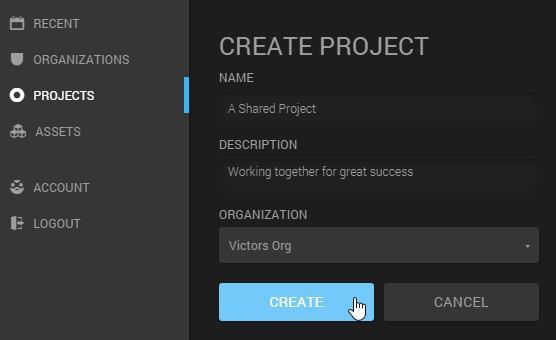 RECENT
ORGANIZATIONS
PROJECTS
ASSETS
ACCOUNT
LOGOUT
CREATE PROJECT
NAME
A Shared Project
DESCRIPTION
Working together for great success
ORGANIZATION
Victors Org
CREATE
CANCEL